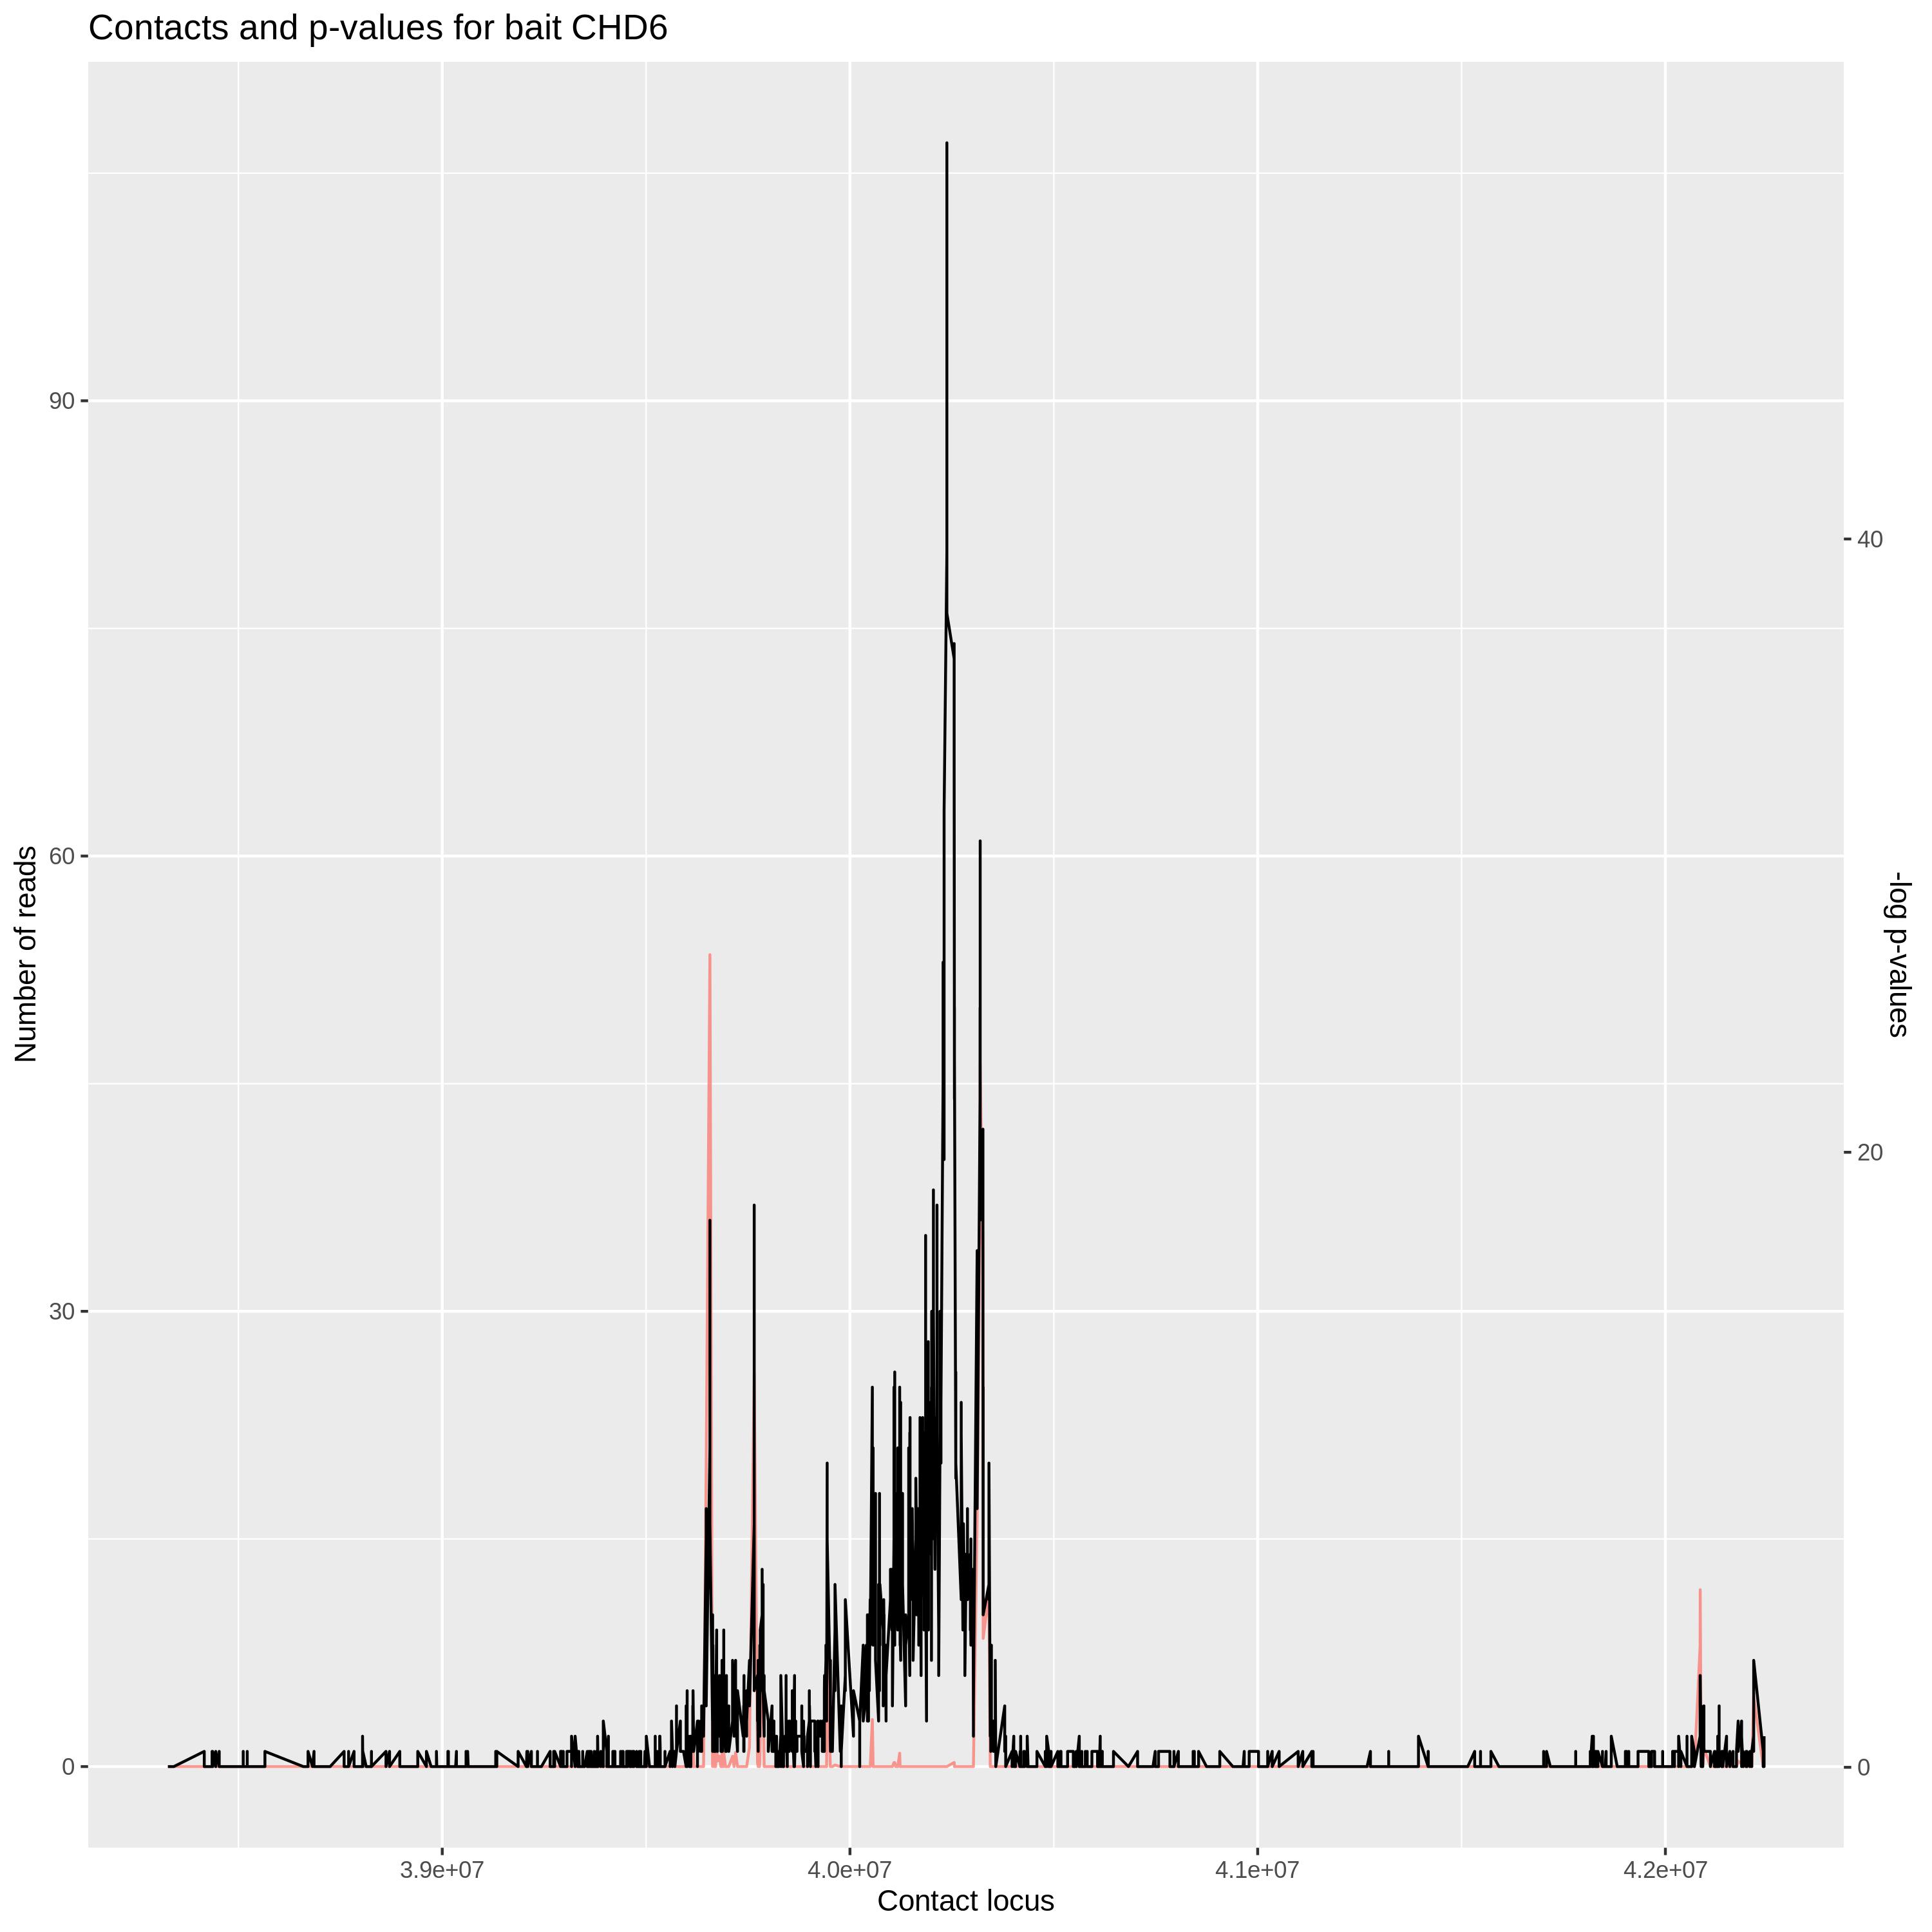 Contacts and p-values for bait CHD6
Number of reads
90
60
30
0
40
20
0
-log p-values
3.9e+07
4.0e+07
4.1e+07
4.2e+07
Contact locus